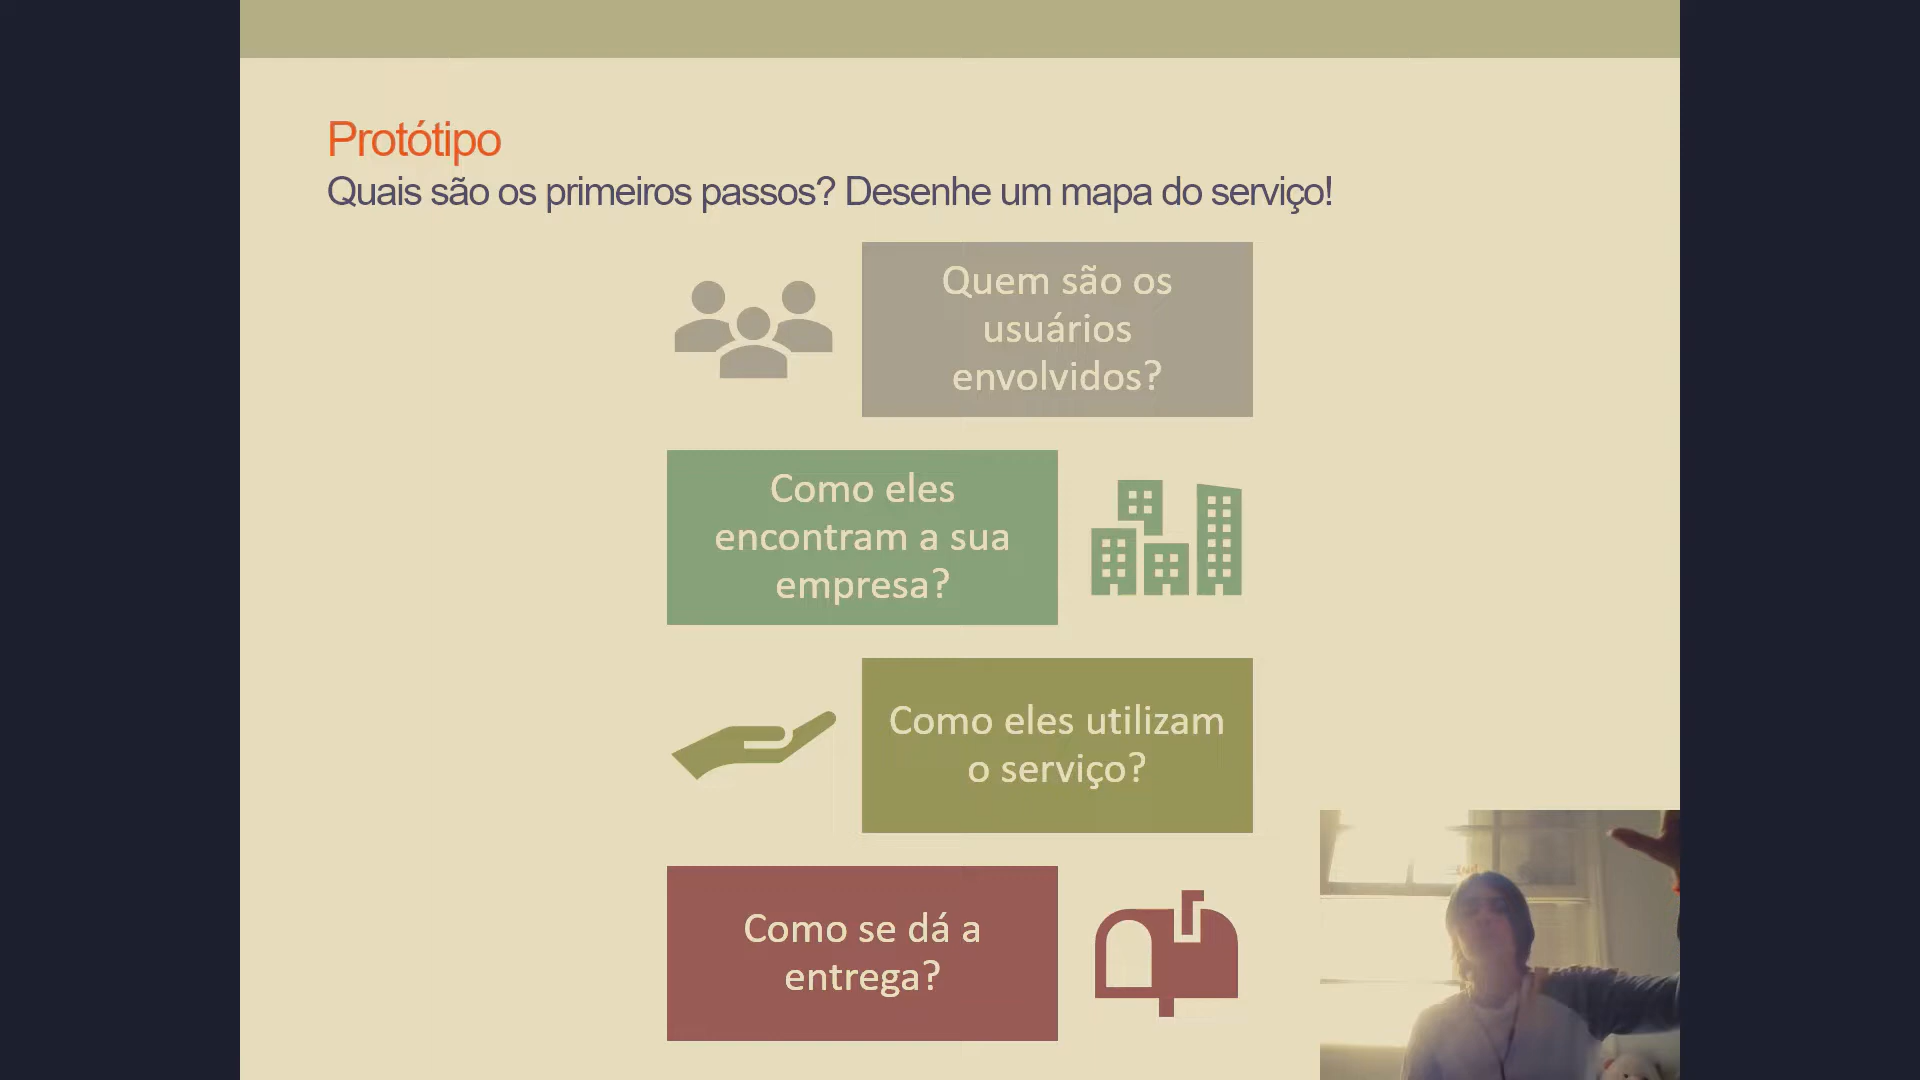 Protótipo
Quais são os primeiros passos? Desenhe um mapa do serviço!
Quem são os
usuários
envolvidos?
Como eles
encontram a sua
empresa?
Como eles utilizam
o serviço?
Como se dá a
entrega?